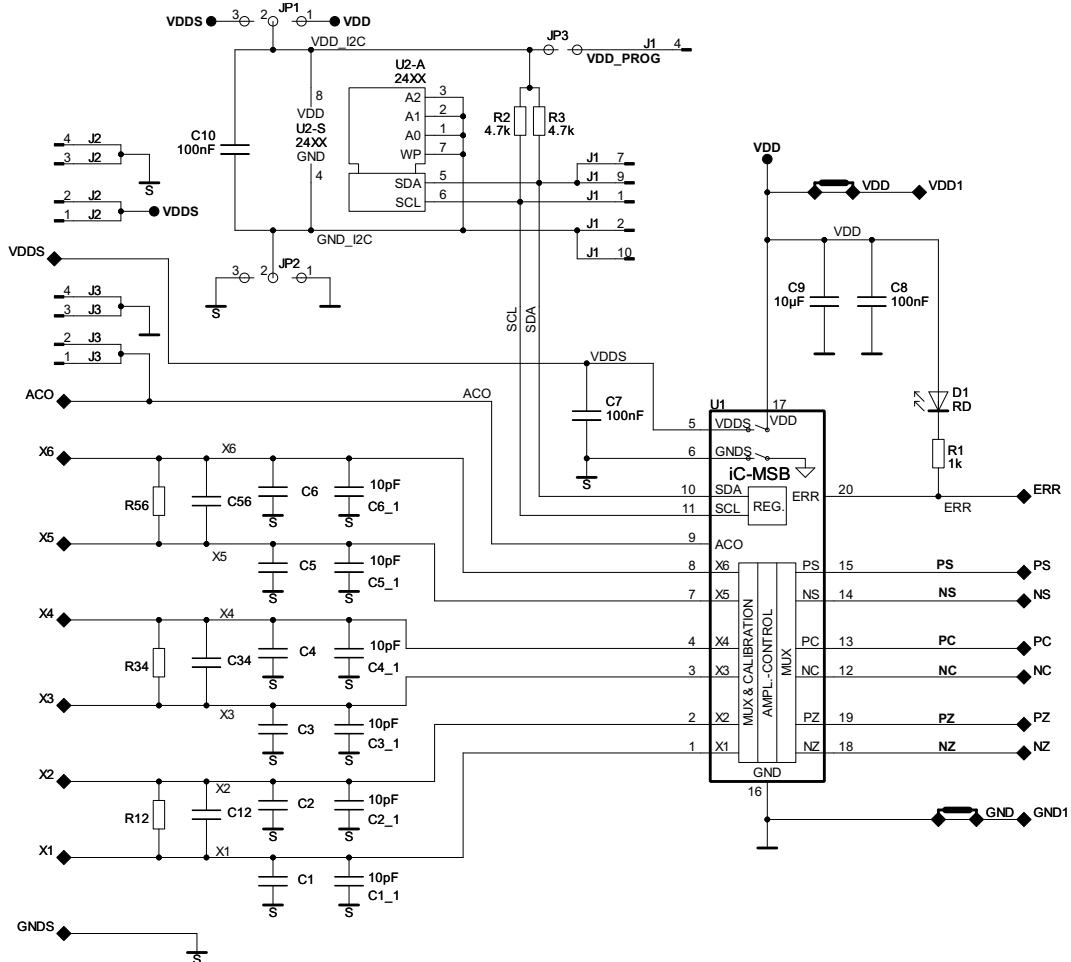 JP1
VDDS 3 2 1 VDD
VDD_I2C
JP3
J1 4
VDD_PROG
U2-A
24XX
8
VDD
U2-S
24XX
GND
4
C10
100nF
A2 3
A1 2
A0 1
WP 7
SDA 5
SCL 6
R2
4.7k
R3
4.7k
J1 7
J1 9
J1 1
J1 2
J1 10
GND_I2C
3 2 1
JP2
S
4 J2
3 J2
S
2 J2
1 J2
VDDS
VDDS
4 J3
3 J3
2 J3
1 J3
SCL
SDA
VDD
VDD VDD1
VDD
C9
10µF
C8
100nF
D1
RD
R1
1k
VDDS
C7
100nF
S
ACO
ACO
U1
17
VDD
5 VDDS
6 GNDS
iC-MSB
10 SDA
11 SCL
REG.
ERR 20
ERR
ERR
9 ACO
8 X6
7 X5
4 X4
3 X3
2 X2
1 X1
MUX & CALIBRATION
AMPL.-CONTROL
MUX
PS 15 PS PS
NS 14 NS NS
PC 13 PC PC
NC 12 NC NC
PZ 19 PZ PZ
NZ 18 NZ NZ
GND
16
GND GND1
X6
X6
R56
C56
C6
S
10pF
C6_1
S
X5
X5
C5
S
10pF
C5_1
S
X4
X4
R34
C34
C4
S
10pF
C4_1
S
X3
X3
C3
S
10pF
C3_1
S
X2
X2
R12
C12
C2
S
10pF
C2_1
S
X1
X1
C1
S
10pF
C1_1
S
GNDS
S